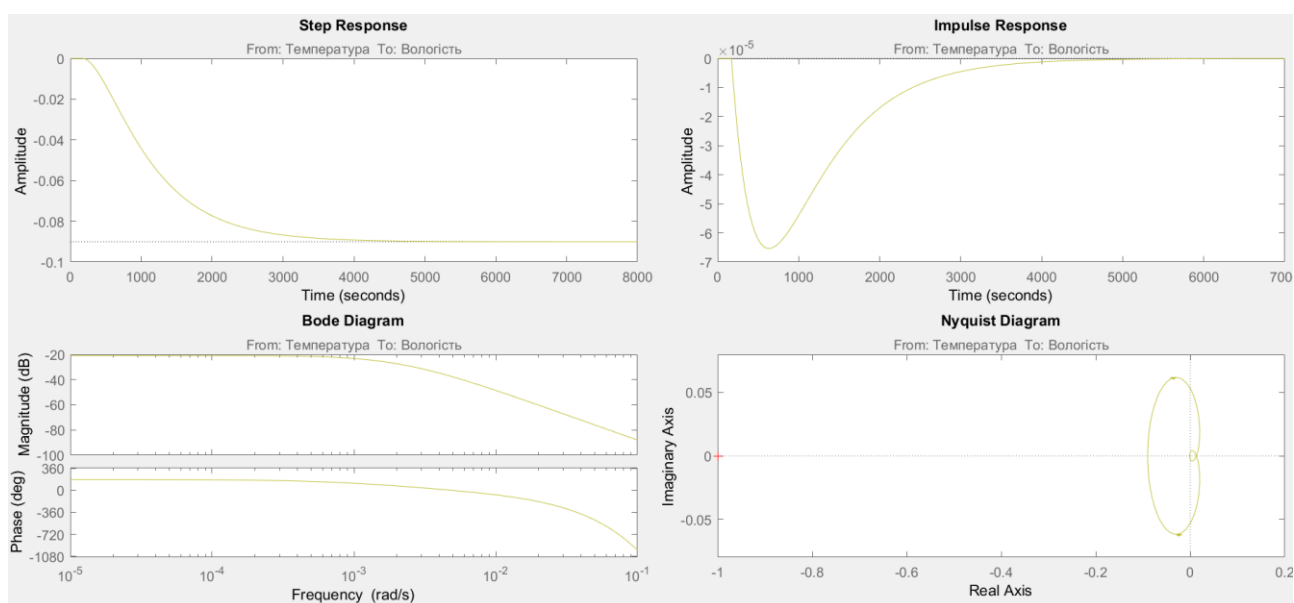 Step Response
From: Температура To: Вологість
0
-0.02
-0.04
-0.06
-0.08
-0.1
Amplitude
0 1000 2000 3000 4000 5000 6000 7000 8000
Time (seconds)
Impulse Response
From: Температура To: Вологість
×10⁻⁵
0
-1
-2
-3
-4
-5
-6
-7
Amplitude
0 1000 2000 3000 4000 5000 6000 7000
Time (seconds)
Bode Diagram
From: Температура To: Вологість
-20
-40
-60
-80
-100
Magnitude (dB)
360
0
-360
-720
-1080
Phase (deg)
10⁻⁵ 10⁻⁴ 10⁻³ 10⁻² 10⁻¹
Frequency (rad/s)
Nyquist Diagram
From: Температура To: Вологість
0.05
0
-0.05
Imaginary Axis
-1 -0.8 -0.6 -0.4 -0.2 0 0.2
Real Axis